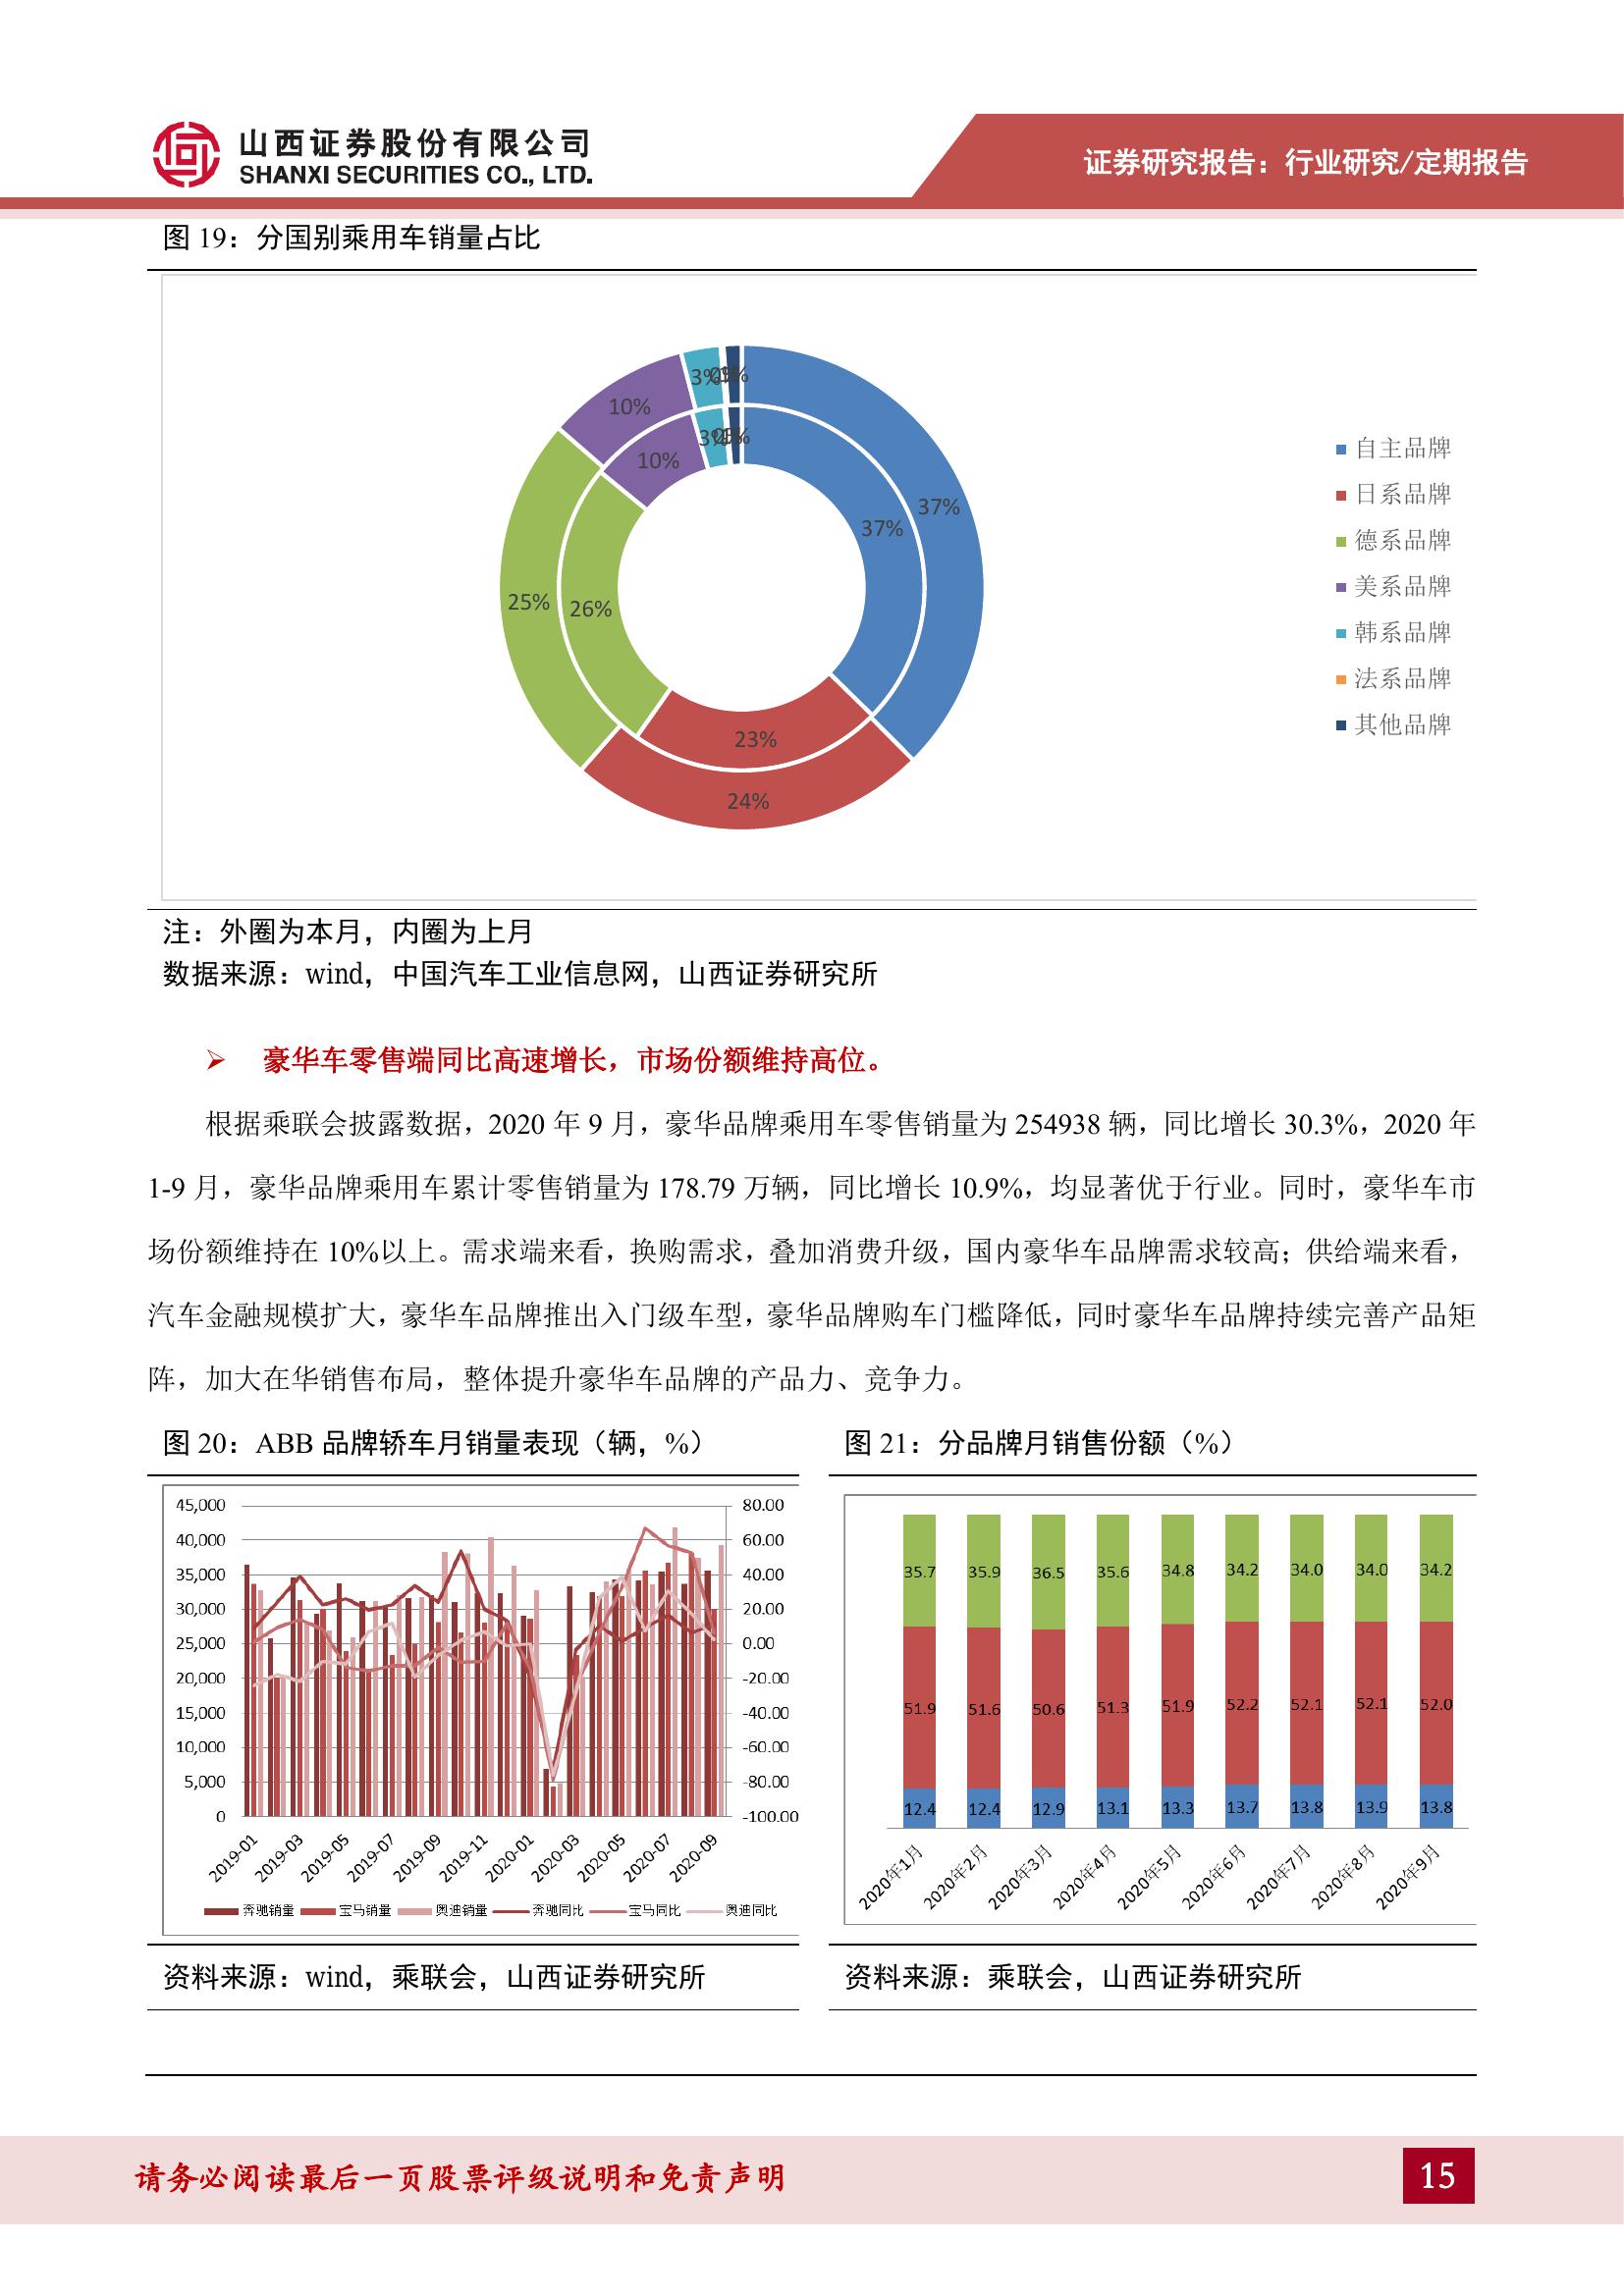 山西证券股份有限公司
SHANXI SECURITIES CO., LTD.
证券研究报告：行业研究/定期报告
图 19：分国别乘用车销量占比
37%
37%
23%
24%
26%
25%
10%
10%
3%
3%
自主品牌
日系品牌
德系品牌
美系品牌
韩系品牌
法系品牌
其他品牌
注：外圈为本月，内圈为上月
数据来源：wind，中国汽车工业信息网，山西证券研究所
➢ 豪华车零售端同比高速增长，市场份额维持高位。
根据乘联会披露数据，2020 年 9 月，豪华品牌乘用车零售销量为 254938 辆，同比增长 30.3%，2020 年
1-9 月，豪华品牌乘用车累计零售销量为 178.79 万辆，同比增长 10.9%，均显著优于行业。同时，豪华车市
场份额维持在 10%以上。需求端来看，换购需求，叠加消费升级，国内豪华车品牌需求较高；供给端来看，
汽车金融规模扩大，豪华车品牌推出入门级车型，豪华品牌购车门槛降低，同时豪华车品牌持续完善产品矩
阵，加大在华销售布局，整体提升豪华车品牌的产品力、竞争力。
图 20：ABB 品牌轿车月销量表现（辆，%）
45,000
40,000
35,000
30,000
25,000
20,000
15,000
10,000
5,000
0
80.00
60.00
40.00
20.00
0.00
-20.00
-40.00
-60.00
-80.00
-100.00
2019-01 2019-03 2019-05 2019-07 2019-09 2019-11 2020-01 2020-03 2020-05 2020-07 2020-09
奔驰销量 宝马销量 奥迪销量 奔驰同比 宝马同比 奥迪同比
资料来源：wind，乘联会，山西证券研究所
图 21：分品牌月销售份额（%）
35.7 35.9 36.5 35.6 34.8 34.2 34.0 34.0 34.2
51.9 51.6 50.6 51.3 51.9 52.2 52.1 52.1 52.0
12.4 12.4 12.9 13.1 13.3 13.7 13.8 13.9 13.8
2020年1月 2020年2月 2020年3月 2020年4月 2020年5月 2020年6月 2020年7月 2020年8月 2020年9月
资料来源：乘联会，山西证券研究所
请务必阅读最后一页股票评级说明和免责声明
15